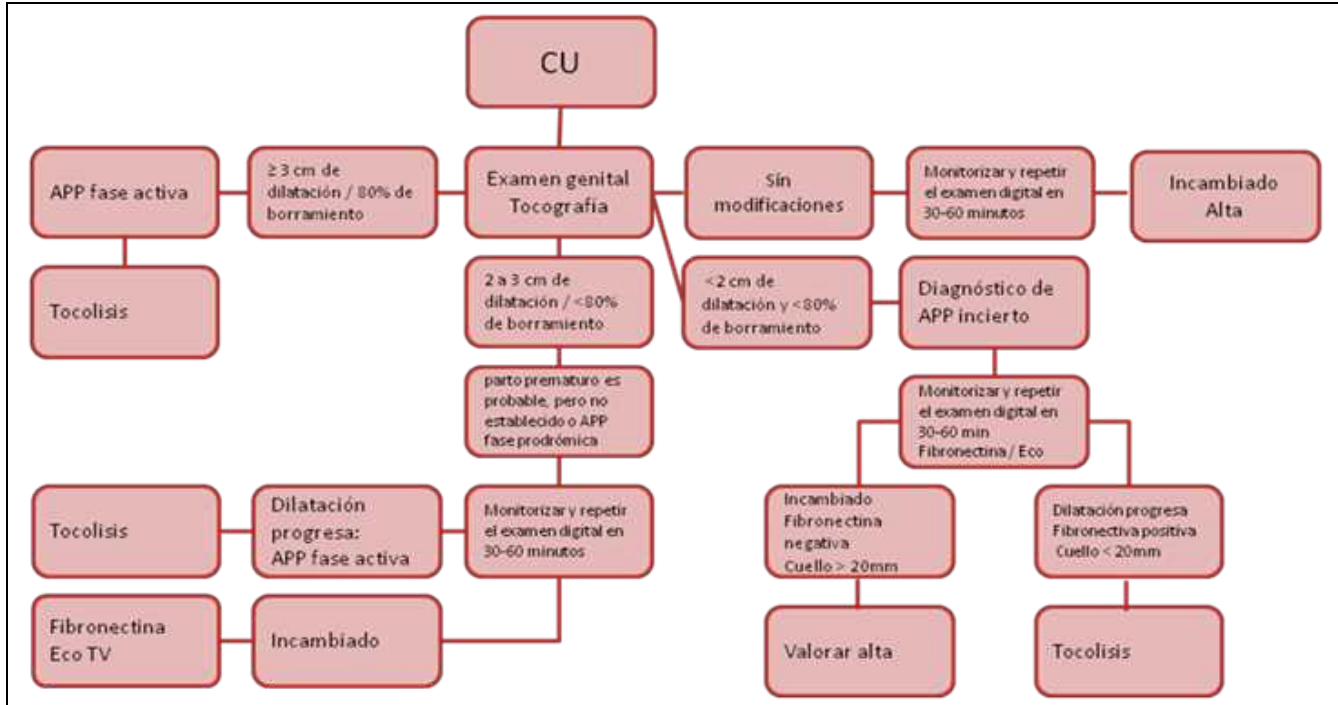 CU
APP fase activa
≥ 3 cm de
dilatación / 80% de
borramiento
Examen genital
Tocografía
Sin
modificaciones
Monitorizar y repetir
el examen digital en
30-60 minutos
Incambiado
Alta
Tocolisis
2 a 3 cm de
dilatación / <80%
de borramiento
<2 cm de
dilatación y <80%
de borramiento
Diagnóstico de
APP incierto
parto prematuro es
probable, pero no
establecido o APP
fase prodrómica
Monitorizar y repetir
el examen digital en
30-60 min
Fibronectina / Eco
Tocolisis
Dilatación
progresa:
APP fase activa
Monitorizar y repetir
el examen digital en
30-60 minutos
Incambiado
Fibronectina
negativa
Cuello > 20mm
Dilatación progresa
Fibronectiva positiva
Cuello < 20mm
Fibronectina
Eco TV
Incambiado
Valorar alta
Tocolisis